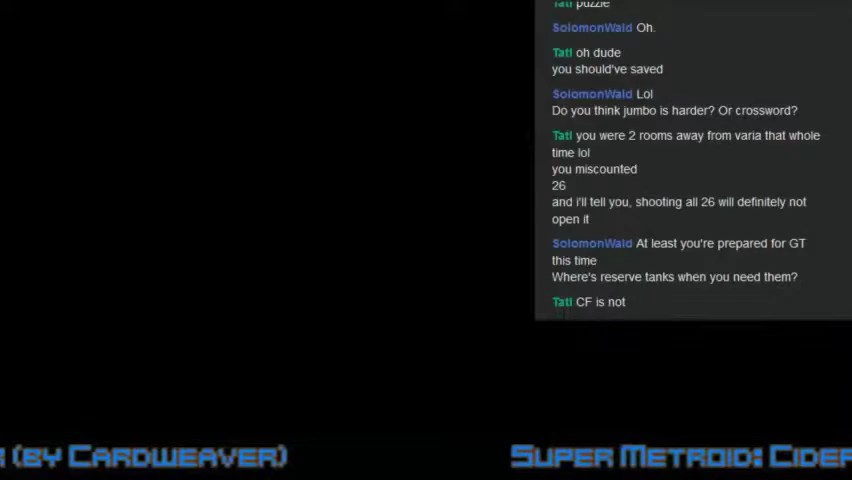 Tatl puzzle
SolomonWald Oh.
Tatl oh dude
you should've saved
SolomonWald Lol
Do you think jumbo is harder? Or crossword?
Tatl you were 2 rooms away from varia that whole
time lol
you miscounted
26
and i'll tell you, shooting all 26 will definitely not
open it
SolomonWald At least you're prepared for GT
this time
Where's reserve tanks when you need them?
Tatl CF is not
(by Cardweaver)
Super Metroid: Cider